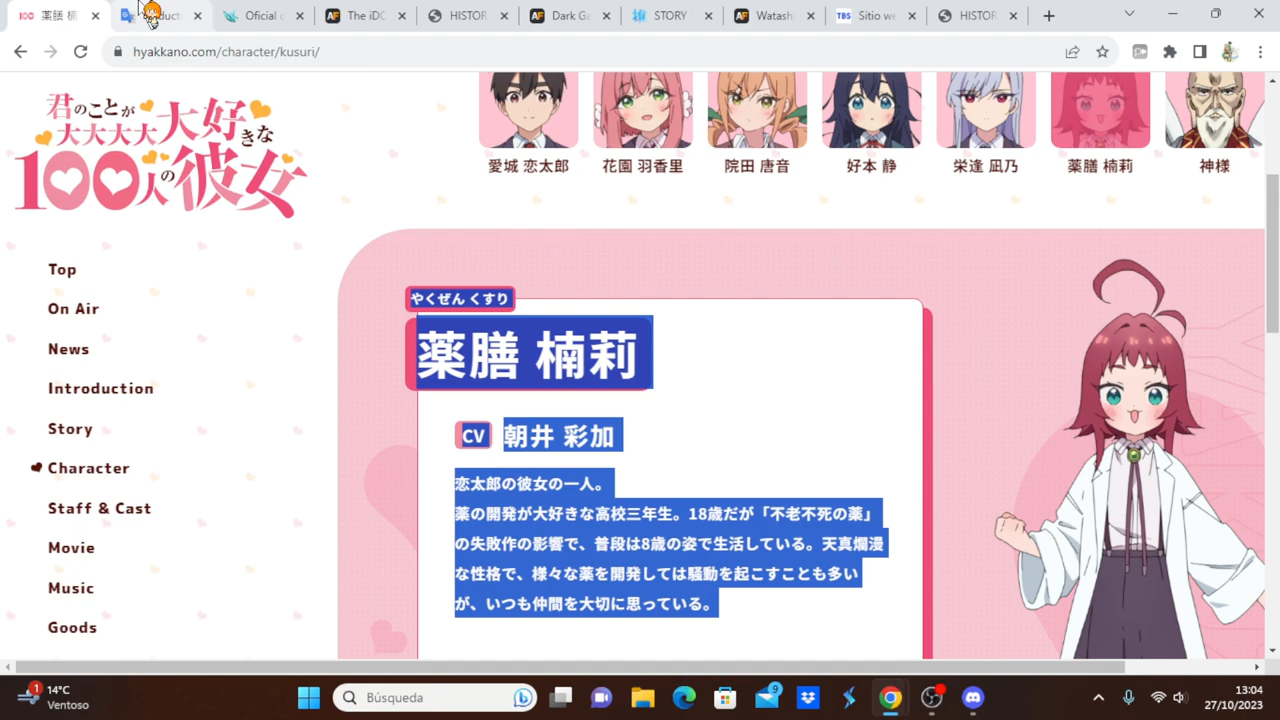 薬膳 楠
oduct
Oficial c
The iDC
HISTOR
Dark Ga
STORY
Watash
TBS
Sitio we
HISTOR
hyakkano.com/character/kusuri/
君のことが
大大大大大好きな
100人の彼女
愛城 恋太郎
花園 羽香里
院田 唐音
好本 静
栄逢 凪乃
薬膳 楠莉
神様
Top
On Air
News
Introduction
Story
Character
Staff & Cast
Movie
Music
Goods
やくぜん くすり
薬膳 楠莉
CV 朝井 彩加
恋太郎の彼女の一人。
薬の開発が大好きな高校三年生。18歳だが「不老不死の薬」
の失敗作の影響で、普段は8歳の姿で生活している。天真爛漫
な性格で、様々な薬を開発しては騒動を起こすことも多い
が、いつも仲間を大切に思っている。
1
14°C
Ventoso
Búsqueda
9
13:04
27/10/2023